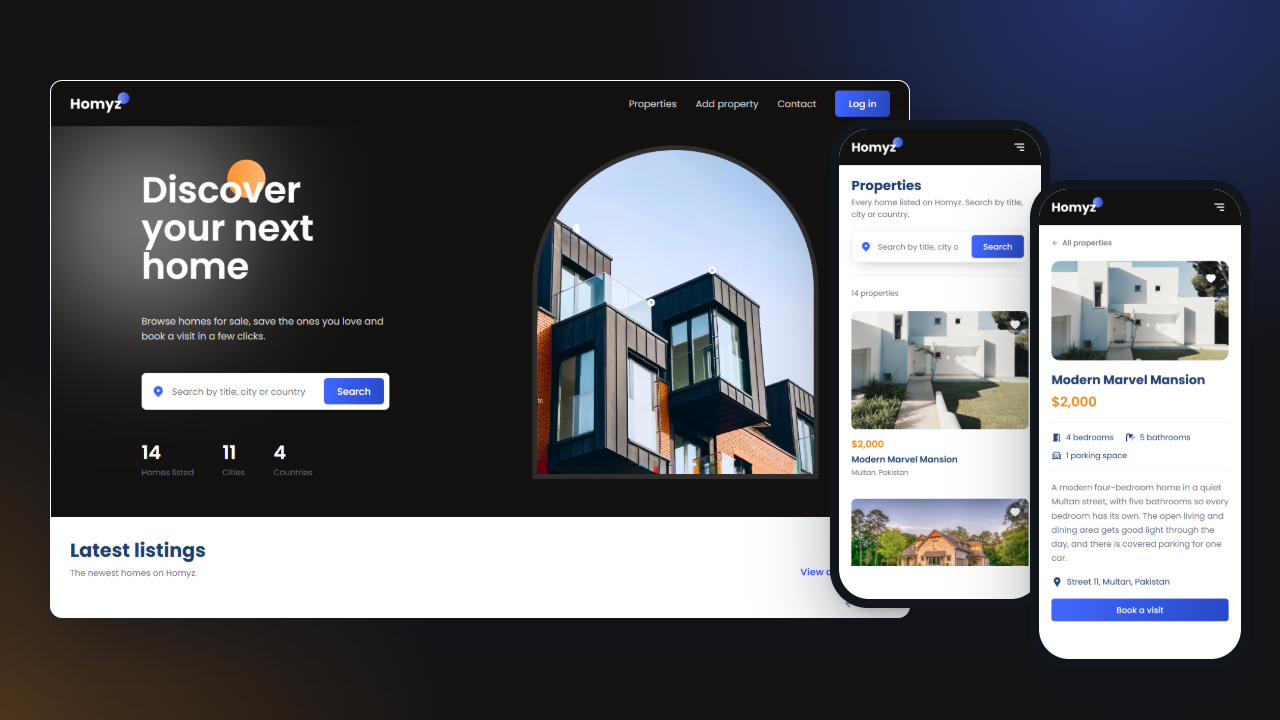 Homyz
Properties
Add property
Contact
Log in
Discover
your next
home
Browse homes for sale, save the ones you love and
book a visit in a few clicks.
Search by title, city or country
Search
14
11
4
Homes listed
Cities
Countries
to
Latest listings
The newest homes on Homyz.
View
Homyz
Properties
Every home listed on Homyz. Search by title,
city or country.
Search by title, city o
Search
14 properties
$2,000
Modern Marvel Mansion
Multan, Pakistan
Homyz
All properties
Modern Marvel Mansion
$2,000
4 bedrooms
5 bathrooms
1 parking space
A modern four-bedroom home in a quiet
Multan street, with five bathrooms so every
bedroom has its own. The open living and
dining area gets good light through the
day, and there is covered parking for one
car.
Street 11, Multan, Pakistan
Book a visit